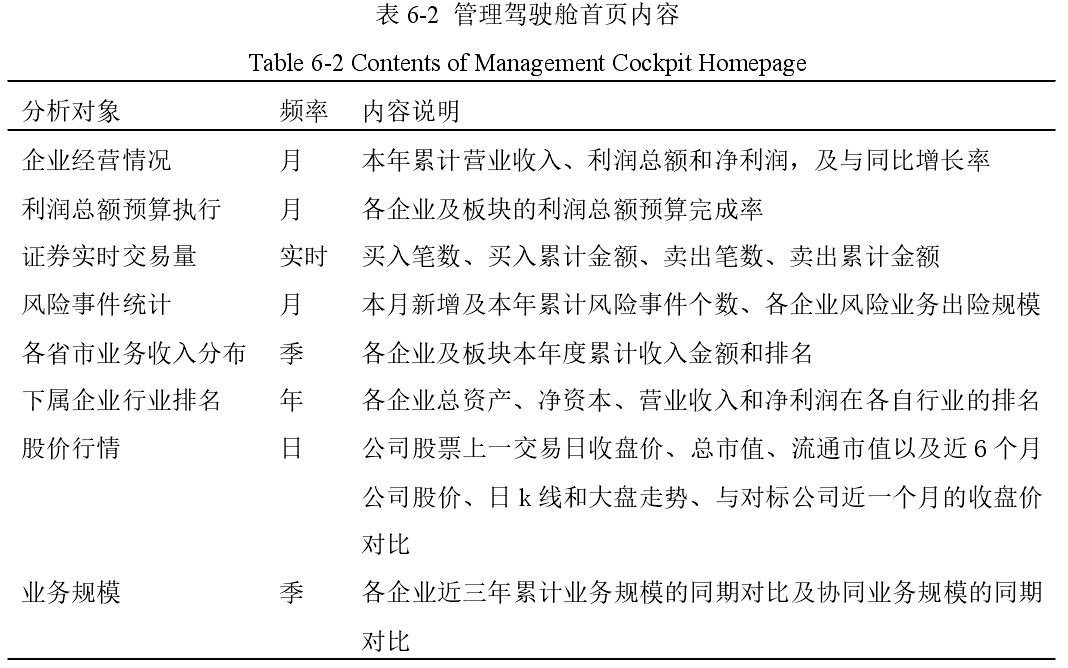 表 6-2 管理驾驶舱首页内容
Table 6-2 Contents of Management Cockpit Homepage
分析对象 频率 内容说明
企业经营情况 月 本年累计营业收入、利润总额和净利润，及与同比增长率
利润总额预算执行 月 各企业及板块的利润总额预算完成率
证券实时交易量 实时 买入笔数、买入累计金额、卖出笔数、卖出累计金额
风险事件统计 月 本月新增及本年累计风险事件个数、各企业风险业务出险规模
各省市业务收入分布 季 各企业及板块本年度累计收入金额和排名
下属企业行业排名 年 各企业总资产、净资本、营业收入和净利润在各自行业的排名
股价行情 日 公司股票上一交易日收盘价、总市值、流通市值以及近 6 个月
公司股价、日 k 线和大盘走势、与对标公司近一个月的收盘价
对比
业务规模 季 各企业近三年累计业务规模的同期对比及协同业务规模的同期
对比